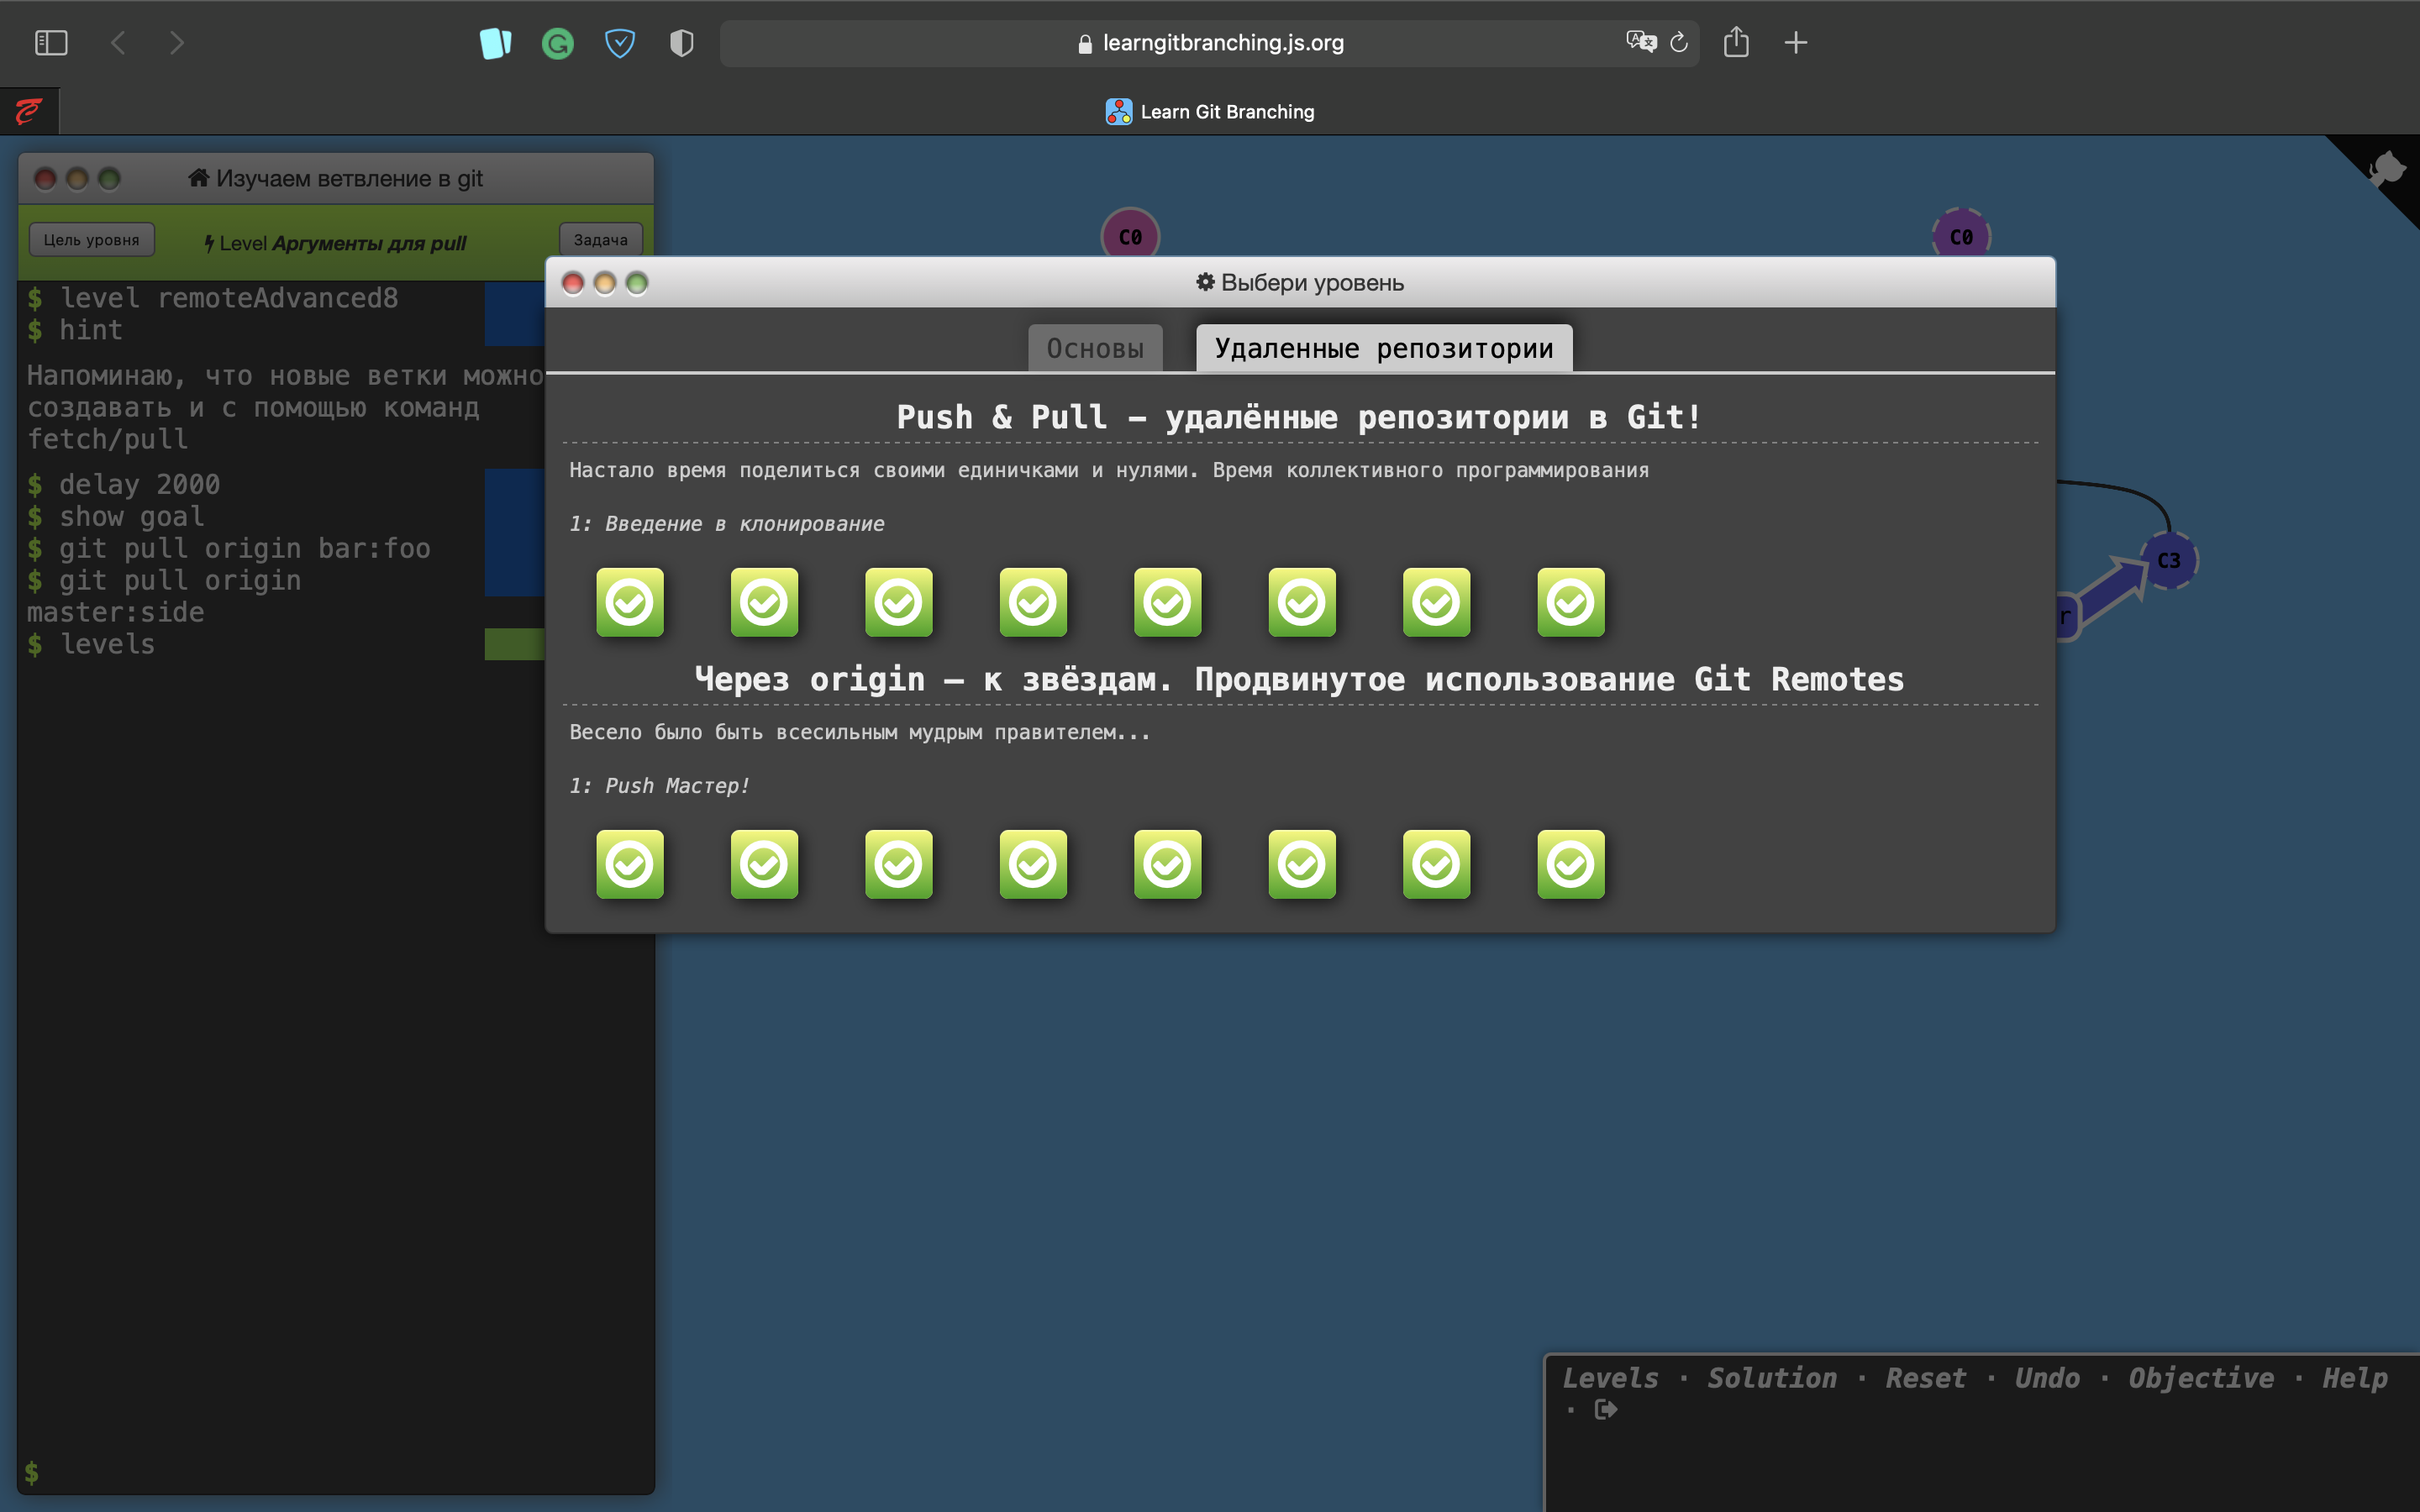 learngitbranching.js.org
Learn Git Branching
Изучаем ветвление в git
Цель уровня
Level Аргументы для pull
Задача
$ level remoteAdvanced8
$ hint
Напоминаю, что новые ветки можно
создавать и с помощью команд
fetch/pull
$ delay 2000
$ show goal
$ git pull origin bar:foo
$ git pull origin
master:side
$ levels
$
C0
C0
Выбери уровень
Основы
Удаленные репозитории
Push & Pull – удалённые репозитории в Git!
Настало время поделиться своими единичками и нулями. Время коллективного программирования
1: Введение в клонирование
Через origin – к звёздам. Продвинутое использование Git Remotes
Весело было быть всесильным мудрым правителем...
1: Push Мастер!
C3
r
Levels · Solution · Reset · Undo · Objective · Help
·